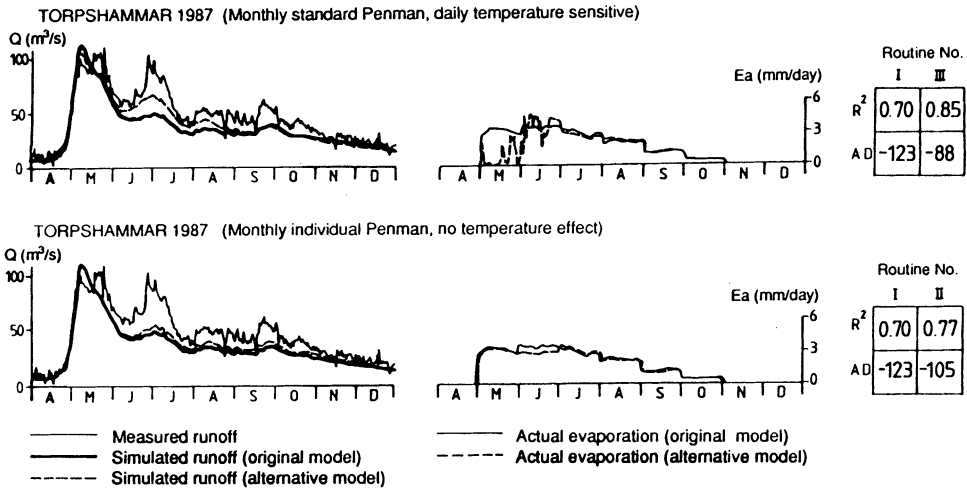 TORPSHAMMAR 1987 (Monthly standard Penman, daily temperature sensitive)
Q (m³/s)
100
50
0
A M J J A S O N D
Ea (mm/day)
6
3
0
A M J J A S O N D
Routine No.
I III
R² 0.70 0.85
AD -123 -88
TORPSHAMMAR 1987 (Monthly individual Penman, no temperature effect)
Q (m³/s)
100
50
0
A M J J A S O N D
Ea (mm/day)
6
3
0
A M J J A S O N D
Routine No.
I II
R² 0.70 0.77
AD -123 -105
Measured runoff
Simulated runoff (original model)
Simulated runoff (alternative model)
Actual evaporation (original model)
Actual evaporation (alternative model)